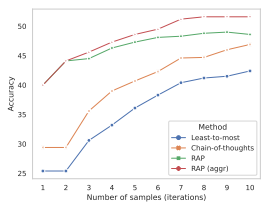 Accuracy
50
45
40
35
30
25
1 2 3 4 5 6 7 8 9 10
Number of samples (iterations)
Method
Least-to-most
Chain-of-thoughts
RAP
RAP (aggr)